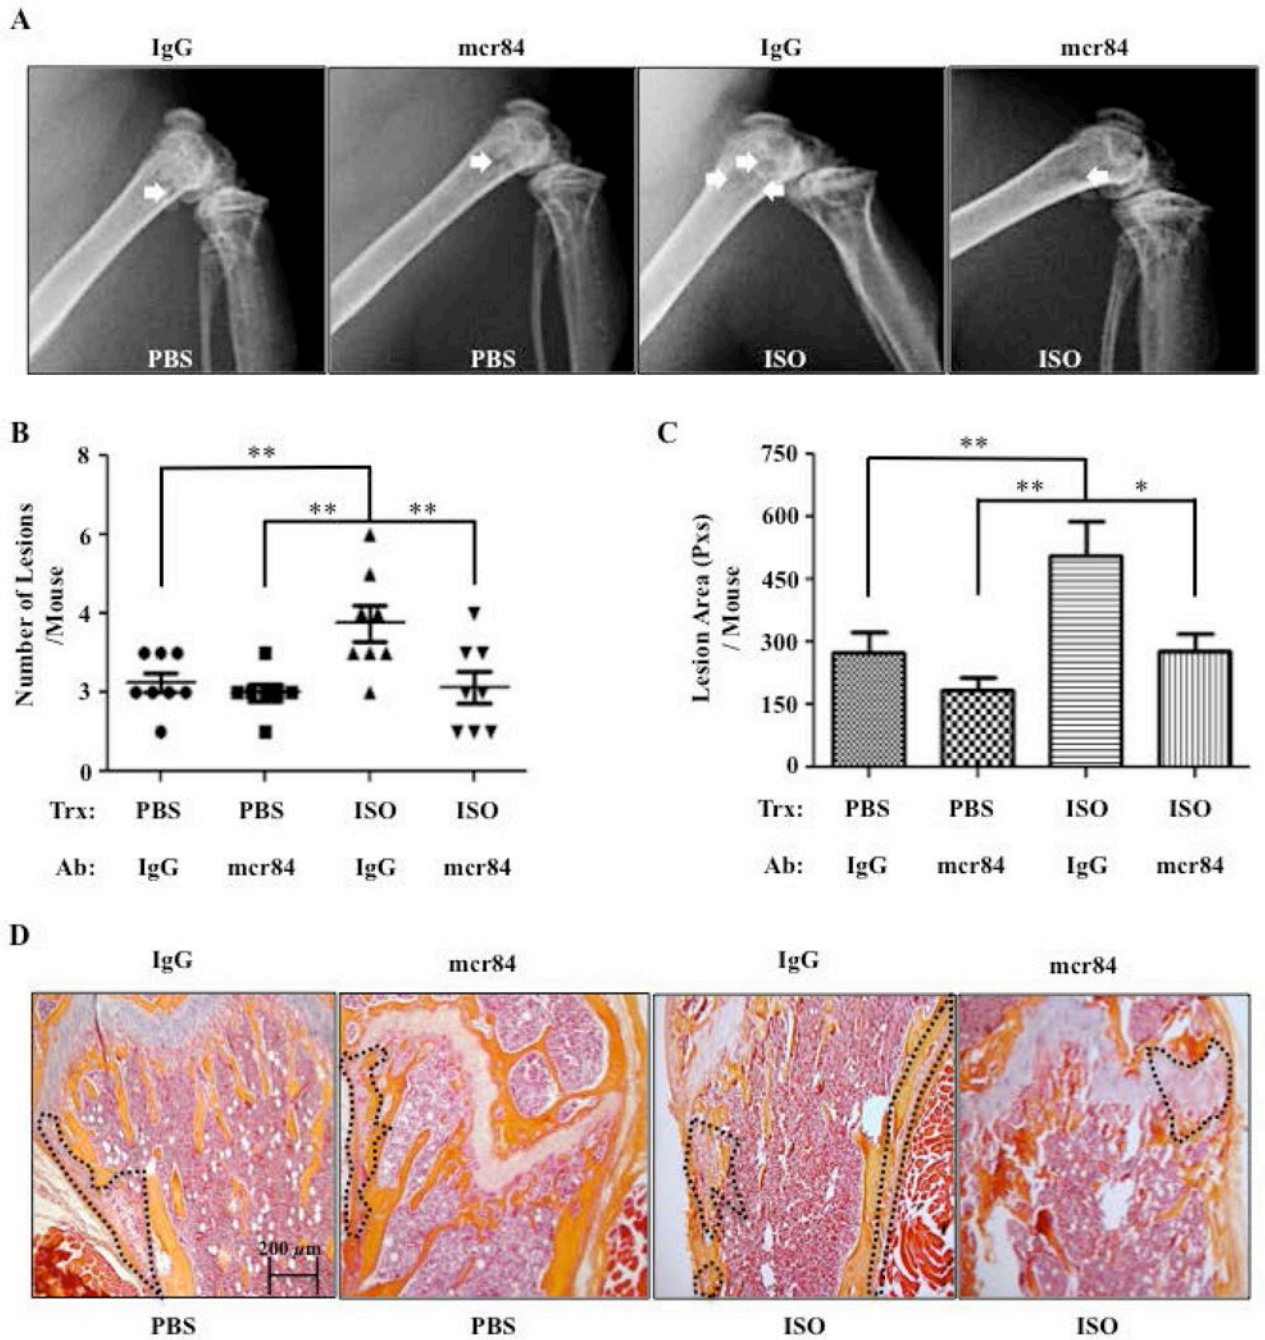 A
IgG mcr84 IgG mcr84
PBS PBS ISO ISO
B
8
6
4
3
0
Number of Lesions
/Mouse
** ** **
Trx: PBS PBS ISO ISO
Ab: IgG mcr84 IgG mcr84
C
750
600
450
300
150
0
Lesion Area (Pxs)
/ Mouse
** ** *
Trx: PBS PBS ISO ISO
Ab: IgG mcr84 IgG mcr84
D
IgG mcr84 IgG mcr84
200 µm
PBS PBS ISO ISO